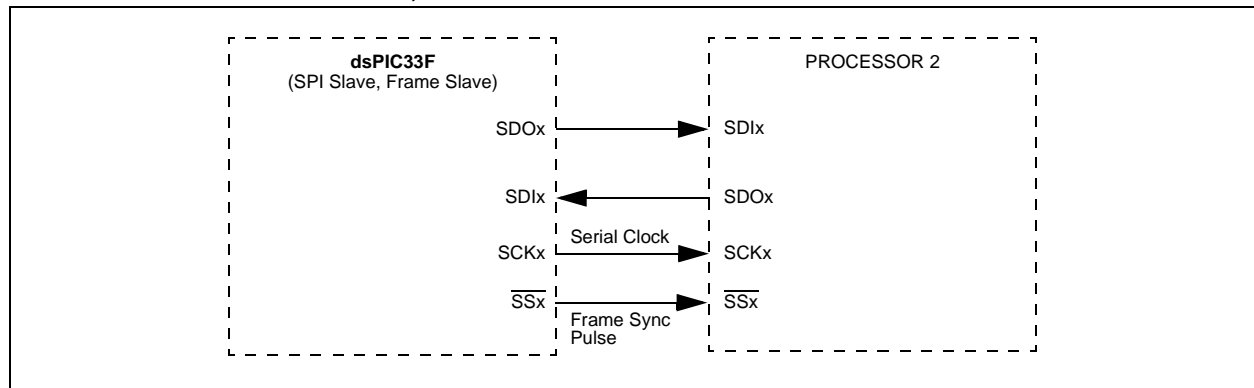 dsPIC33F
(SPI Slave, Frame Slave)
PROCESSOR 2
SDOx
SDIx
SDIx
SDOx
SCKx
Serial Clock
SCKx
SSx
Frame Sync
Pulse
SSx